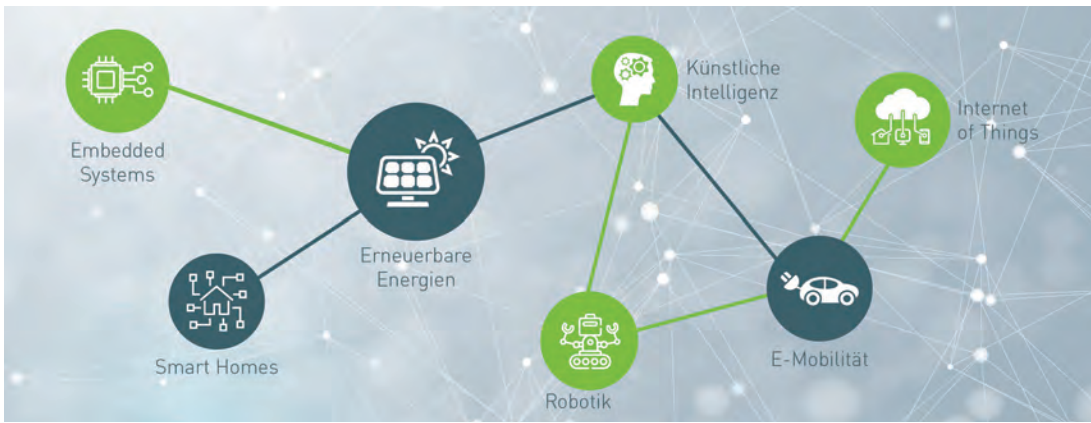 Embedded
Systems
Smart Homes
Erneuerbare
Energien
Künstliche
Intelligenz
Robotik
E-Mobilität
Internet
of Things